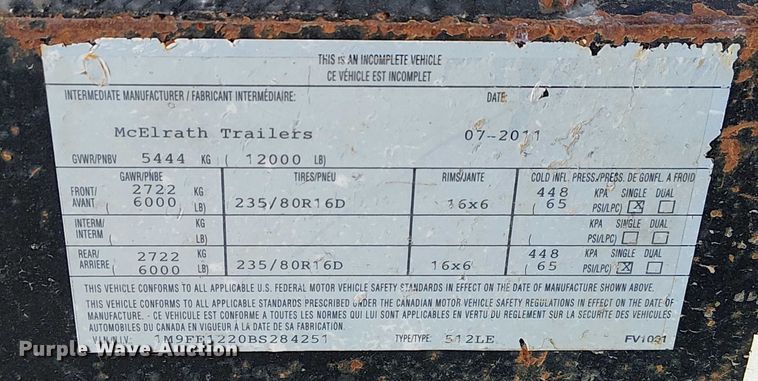 THIS IS AN INCOMPLETE VEHICLE
CE VÉHICLE EST INCOMPLET
INTERMEDIATE MANUFACTURER / FABRICANT INTERMÉDIAIRE: DATE:
McElrath Trailers 07-2011
GVWR/PNBV 5444 KG ( 12000 LB)
GAWR/PNBE TIRES/PNEU RIMS/JANTE COLD INFL. PRESS./PRESS. DE GONFL. A FROID
FRONT/ 2722 KG 448 KPA SINGLE DUAL
AVANT ( 6000 LB) 235/80R16D 16x6 ( 65 PSI/LPC) X
INTERM/ KG KPA SINGLE DUAL
INTERM ( LB) ( PSI/LPC)
REAR/ 2722 KG 448 KPA SINGLE DUAL
ARRIERE ( 6000 LB) 235/80R16D 16x6 ( 65 PSI/LPC) X
THIS VEHICLE CONFORMS TO ALL APPLICABLE U.S. FEDERAL MOTOR VEHICLE SAFETY STANDARDS IN EFFECT ON THE DATE OF MANUFACTURE SHOWN ABOVE.
THIS VEHICLE CONFORMS TO ALL APPLICABLE STANDARDS PRESCRIBED UNDER THE CANADIAN MOTOR VEHICLE SAFETY REGULATIONS IN EFFECT ON THE DATE OF
MANUFACTURE. - CE VEHICULE EST CONFORME A TOUTES LES NORMES QUI LUI SONT APPLICABLES EN VERTU DU REGLEMENT SUR LA SECURITE DES VEHICULES
AUTOMOBILES DU CANADA EN VIGUEUR A LA DATE DE SA FABRICATION.
1M9FE1220BS284251 TYPE/TYPE: 512LE FV1021
Purple Wave Auction